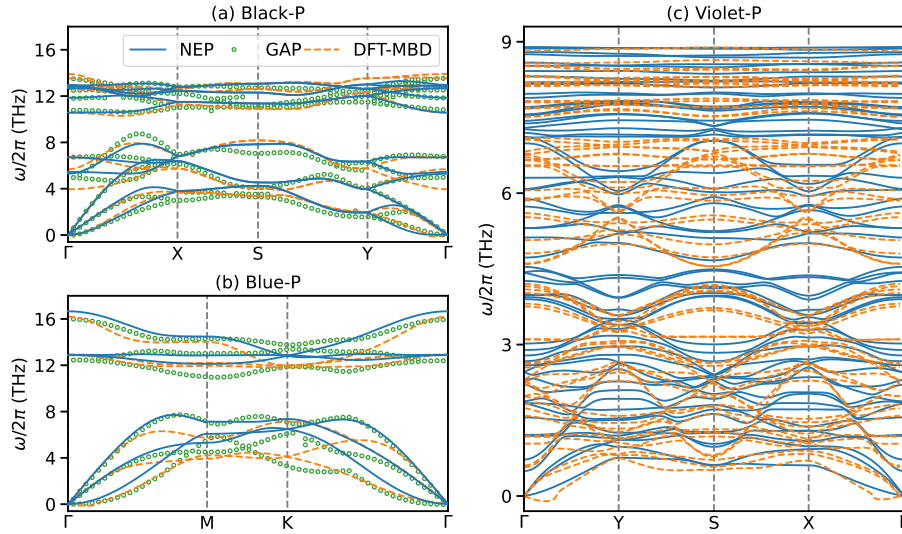 (a) Black-P
16
12
8
4
0
ω/2π (THz)
NEP GAP DFT-MBD
Γ X S Y Γ
(b) Blue-P
16
12
8
4
0
ω/2π (THz)
Γ M K Γ
(c) Violet-P
9
6
3
0
ω/2π (THz)
Γ Y S X